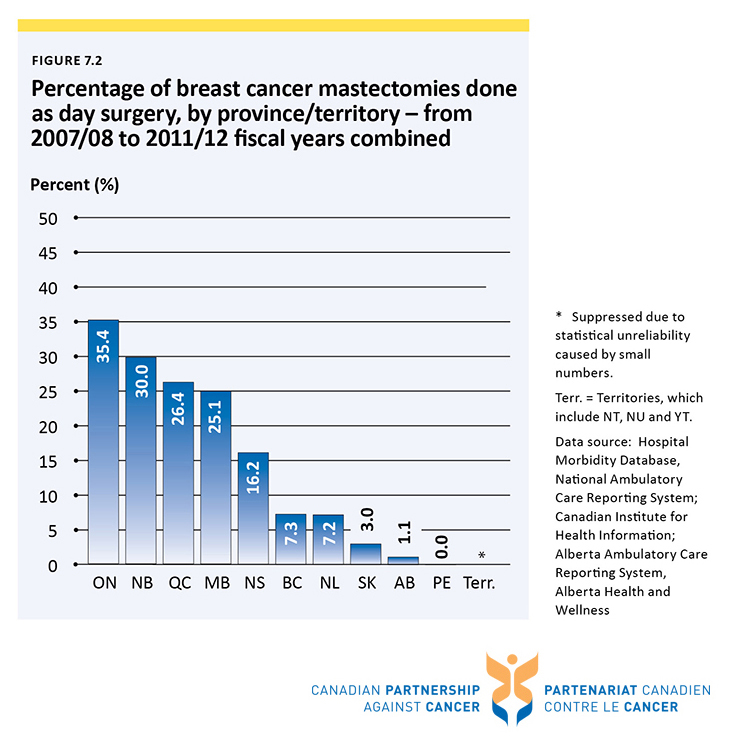 FIGURE 7.2
Percentage of breast cancer mastectomies done
as day surgery, by province/territory – from
2007/08 to 2011/12 fiscal years combined
Percent (%)
50
45
40
35
30
25
20
15
10
5
0
35.4
30.0
26.4
25.1
16.2
7.3
7.2
3.0
1.1
0.0
*
ON NB QC MB NS BC NL SK AB PE Terr.
* Suppressed due to
statistical unreliability
caused by small
numbers.
Terr. = Territories, which
include NT, NU and YT.
Data source: Hospital
Morbidity Database,
National Ambulatory
Care Reporting System;
Canadian Institute for
Health Information;
Alberta Ambulatory Care
Reporting System,
Alberta Health and
Wellness
CANADIAN PARTNERSHIP
AGAINST CANCER
PARTENARIAT CANADIEN
CONTRE LE CANCER